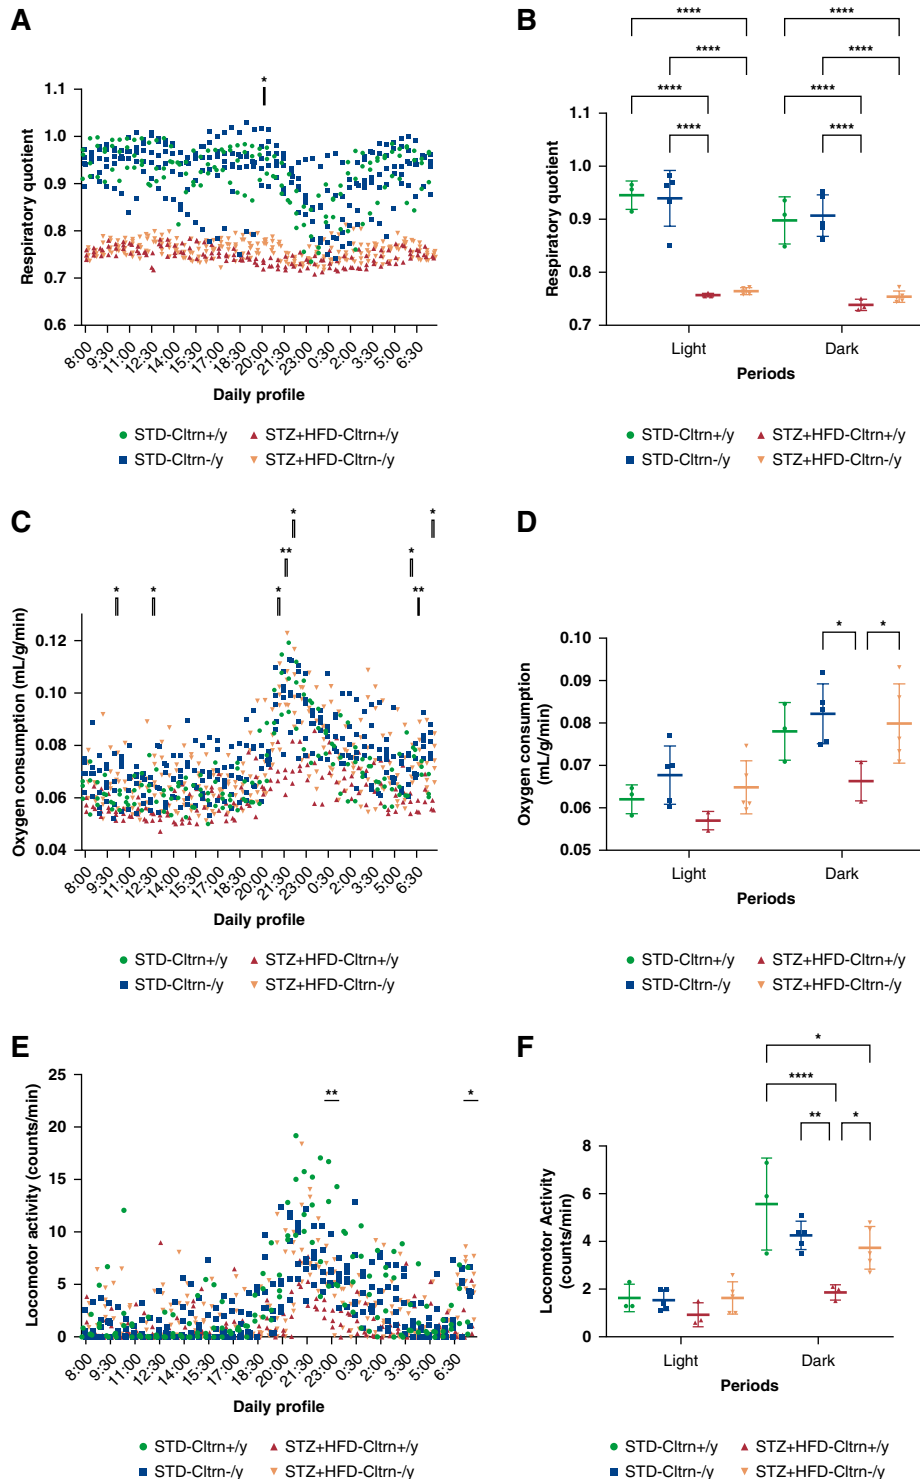 A
*
Respiratory quotient
1.1
1.0
0.9
0.8
0.7
0.6
8:00 9:30 11:00 12:30 14:00 15:30 17:00 18:30 20:00 21:30 23:00 0:30 2:00 3:30 5:00 6:30
Daily profile
STD-Cltrn+/y STZ+HFD-Cltrn+/y
STD-Cltrn-/y STZ+HFD-Cltrn-/y
B
**** ****
**** ****
**** ****
**** ****
Respiratory quotient
1.1
1.0
0.9
0.8
0.7
Light Dark
Periods
STD-Cltrn+/y STZ+HFD-Cltrn+/y
STD-Cltrn-/y STZ+HFD-Cltrn-/y
C
* *
** *
* * * **
Oxygen consumption (mL/g/min)
0.12
0.10
0.08
0.06
0.04
8:00 9:30 11:00 12:30 14:00 15:30 17:00 18:30 20:00 21:30 23:00 0:30 2:00 3:30 5:00 6:30
Daily profile
STD-Cltrn+/y STZ+HFD-Cltrn+/y
STD-Cltrn-/y STZ+HFD-Cltrn-/y
D
* *
Oxygen consumption
(mL/g/min)
0.10
0.09
0.08
0.07
0.06
0.05
Light Dark
Periods
STD-Cltrn+/y STZ+HFD-Cltrn+/y
STD-Cltrn-/y STZ+HFD-Cltrn-/y
E
** *
Locomotor activity (counts/min)
25
20
15
10
5
0
8:00 9:30 11:00 12:30 14:00 15:30 17:00 18:30 20:00 21:30 23:00 0:30 2:00 3:30 5:00 6:30
Daily profile
STD-Cltrn+/y STZ+HFD-Cltrn+/y
STD-Cltrn-/y STZ+HFD-Cltrn-/y
F
*
****
** *
Locomotor Activity
(counts/min)
8
6
4
2
0
Light Dark
Periods
STD-Cltrn+/y STZ+HFD-Cltrn+/y
STD-Cltrn-/y STZ+HFD-Cltrn-/y